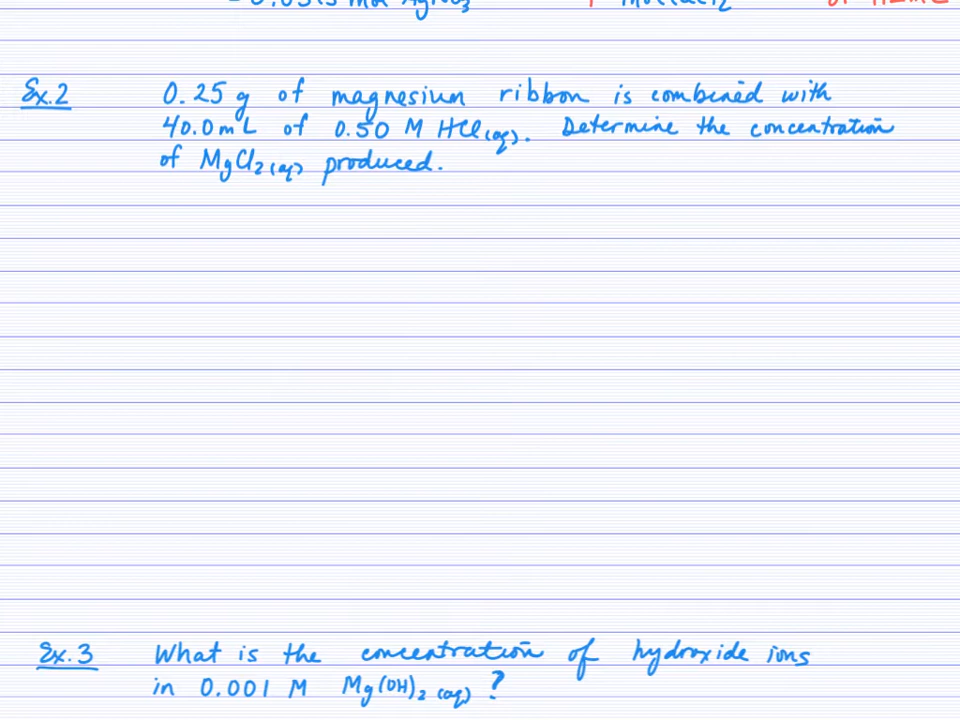 Ex.2 0.25 g of magnesium ribbon is combined with
40.0 mL of 0.50 M HCl(aq). Determine the concentration
of MgCl2(aq) produced.
Ex.3 What is the concentration of hydroxide ions
in 0.001 M Mg(OH)2 (aq) ?